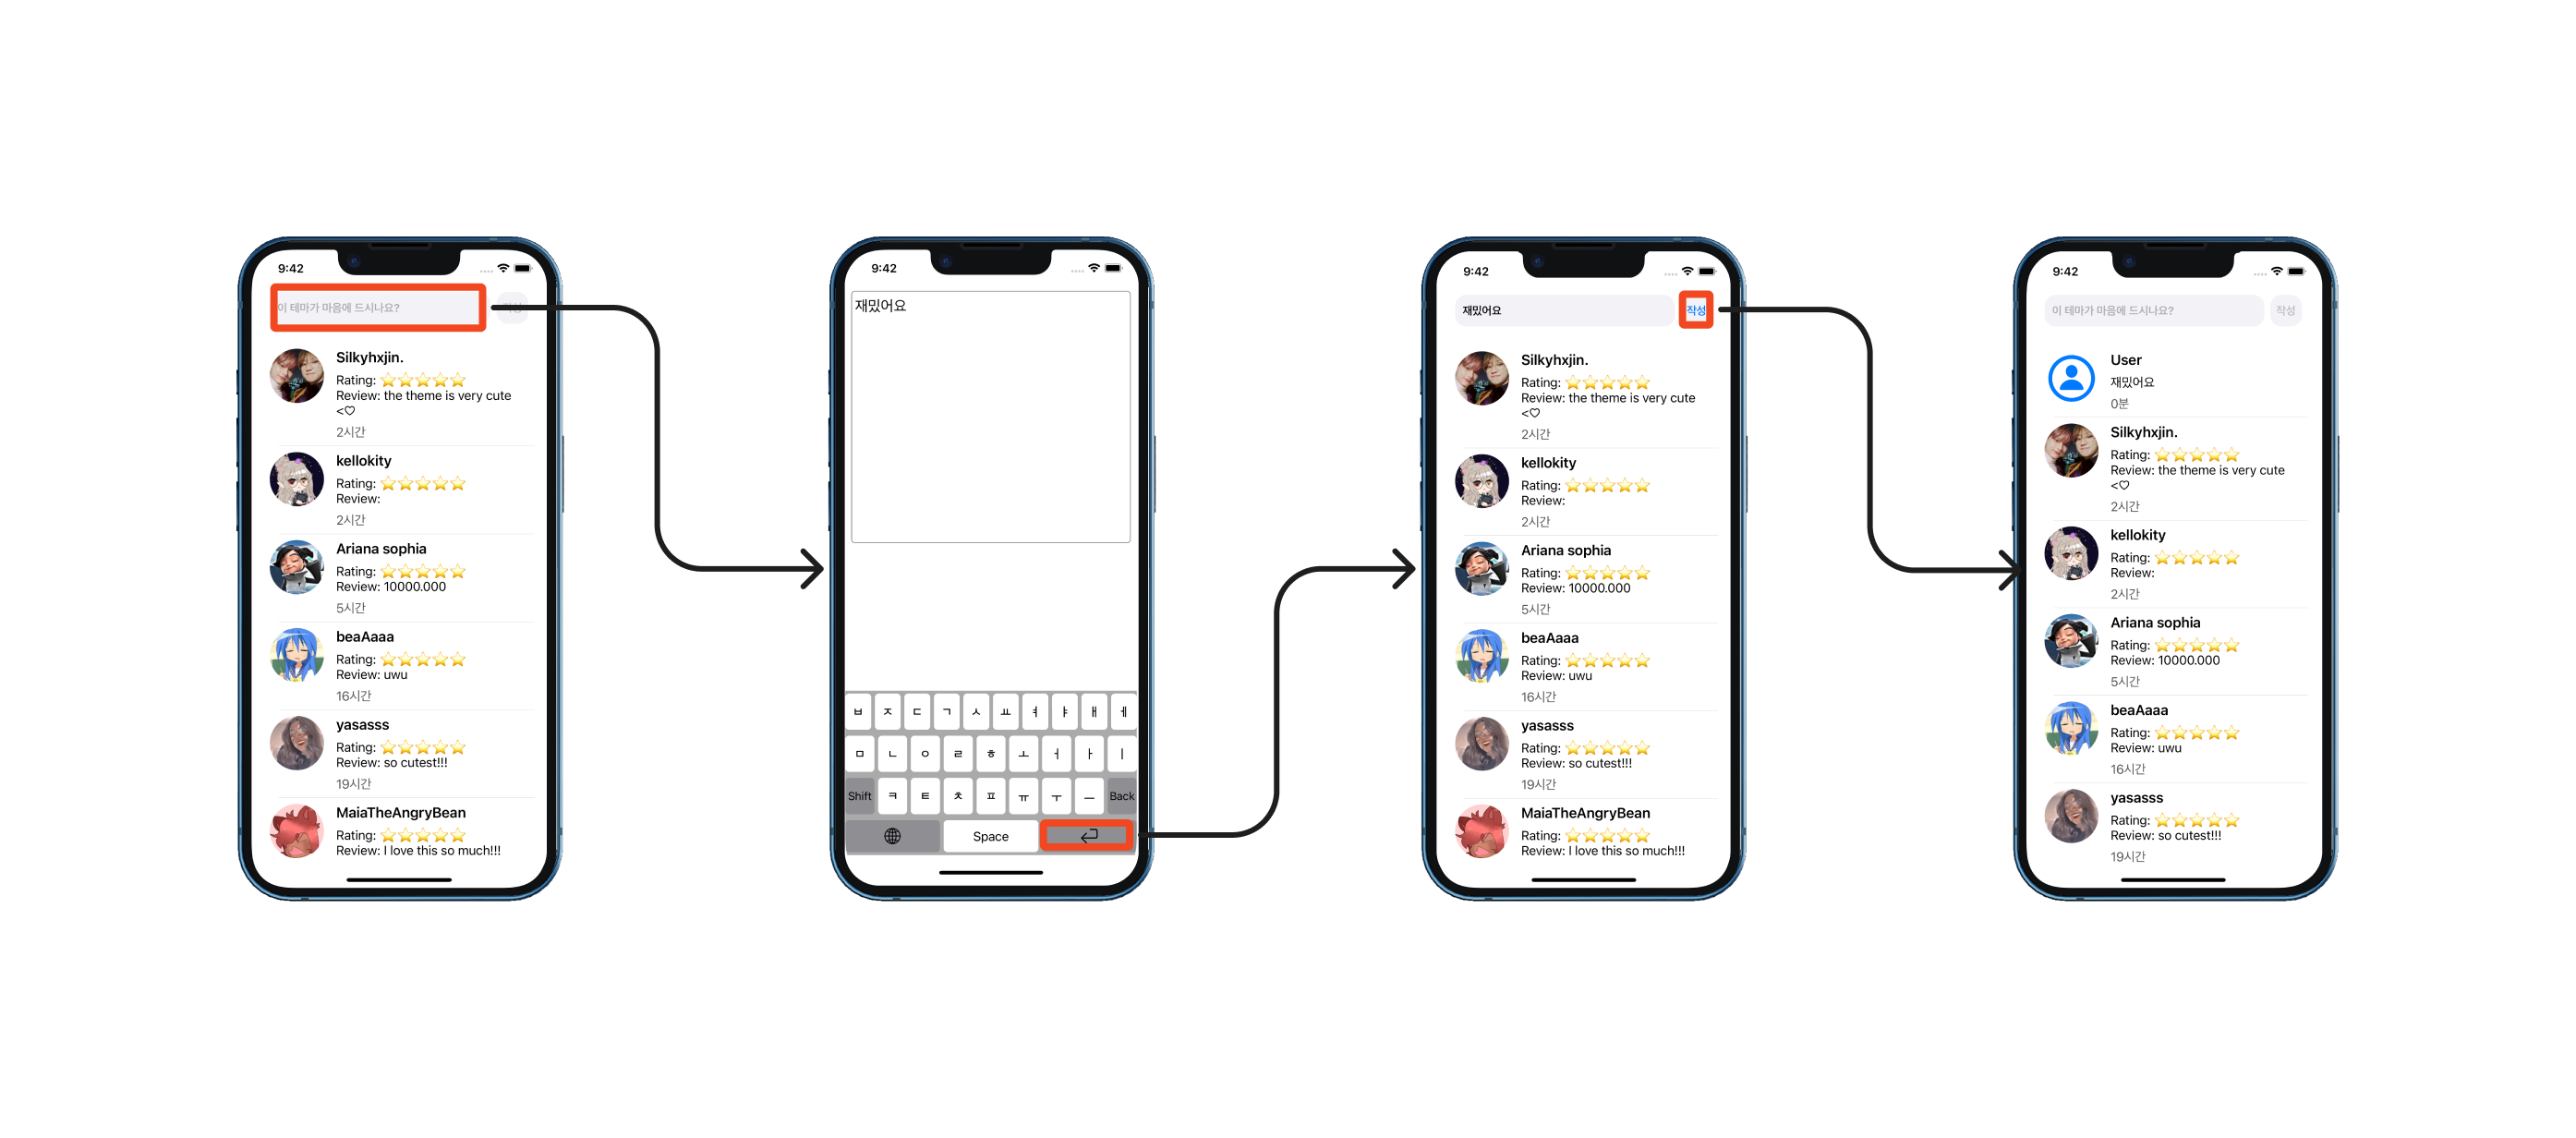 9:42
이 테마가 마음에 드시나요?
작성
Silkyhxjin.
Rating: ⭐⭐⭐⭐⭐
Review: the theme is very cute
<♡
2시간
kellokity
Rating: ⭐⭐⭐⭐⭐
Review:
2시간
Ariana sophia
Rating: ⭐⭐⭐⭐⭐
Review: 10000.000
5시간
beaAaaa
Rating: ⭐⭐⭐⭐⭐
Review: uwu
16시간
yasasss
Rating: ⭐⭐⭐⭐⭐
Review: so cutest!!!
19시간
MaiaTheAngryBean
Rating: ⭐⭐⭐⭐⭐
Review: I love this so much!!!
9:42
재밌어요
ㅂ ㅈ ㄷ ㄱ ㅅ ㅛ ㅕ ㅑ ㅐ ㅔ
ㅁ ㄴ ㅇ ㄹ ㅎ ㅗ ㅓ ㅏ ㅣ
Shift ㅋ ㅌ ㅊ ㅍ ㅠ ㅜ ㅡ Back
Space
9:42
재밌어요
작성
Silkyhxjin.
Rating: ⭐⭐⭐⭐⭐
Review: the theme is very cute
<♡
2시간
kellokity
Rating: ⭐⭐⭐⭐⭐
Review:
2시간
Ariana sophia
Rating: ⭐⭐⭐⭐⭐
Review: 10000.000
5시간
beaAaaa
Rating: ⭐⭐⭐⭐⭐
Review: uwu
16시간
yasasss
Rating: ⭐⭐⭐⭐⭐
Review: so cutest!!!
19시간
MaiaTheAngryBean
Rating: ⭐⭐⭐⭐⭐
Review: I love this so much!!!
9:42
이 테마가 마음에 드시나요?
작성
User
재밌어요
0분
Silkyhxjin.
Rating: ⭐⭐⭐⭐⭐
Review: the theme is very cute
<♡
2시간
kellokity
Rating: ⭐⭐⭐⭐⭐
Review:
2시간
Ariana sophia
Rating: ⭐⭐⭐⭐⭐
Review: 10000.000
5시간
beaAaaa
Rating: ⭐⭐⭐⭐⭐
Review: uwu
16시간
yasasss
Rating: ⭐⭐⭐⭐⭐
Review: so cutest!!!
19시간